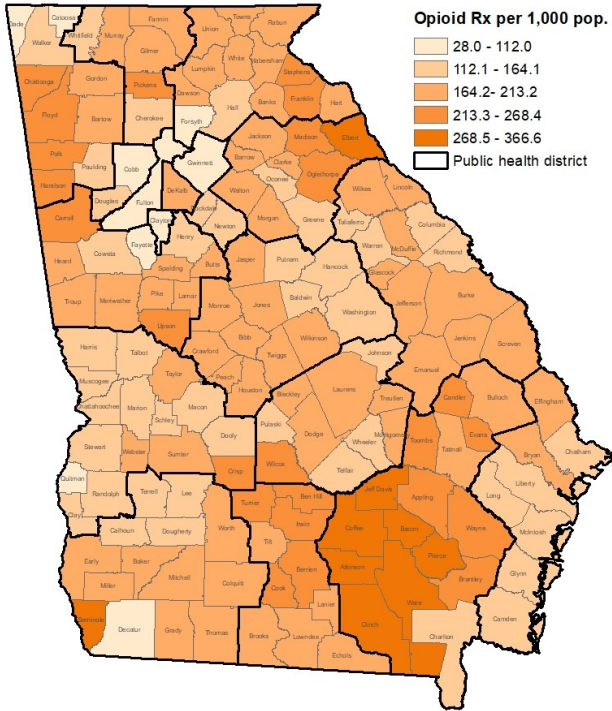 Opioid Rx per 1,000 pop.
28.0 - 112.0
112.1 - 164.1
164.2- 213.2
213.3 - 268.4
268.5 - 366.6
Public health district
Dade
Catoosa
Fannin
Towns
Rabun
Union
Walker
Whitfield
Murray
Gilmer
White
Habersham
Lumpkin
Stephens
Chattooga
Gordon
Pickens
Dawson
Banks
Franklin
Hart
Hall
Floyd
Bartow
Cherokee
Forsyth
Jackson
Madison
Elbert
Polk
Paulding
Cobb
Gwinnett
Barrow
Clarke
Oglethorpe
Oconee
Haralson
Douglas
Fulton
DeKalb
Walton
Wilkes
Lincoln
Carroll
Clayton
Rockdale
Newton
Morgan
Greene
Taliaferro
Columbia
Fayette
Henry
McDuffie
Richmond
Warren
Heard
Coweta
Spalding
Butts
Jasper
Putnam
Hancock
Glascock
Troup
Meriwether
Pike
Lamar
Monroe
Jones
Baldwin
Jefferson
Burke
Upson
Washington
Harris
Talbot
Crawford
Bibb
Wilkinson
Jenkins
Screven
Twiggs
Johnson
Emanuel
Muscogee
Taylor
Peach
Houston
Laurens
Candler
Bulloch
Effingham
Chattahoochee
Marion
Schley
Macon
Bleckley
Treutlen
Dooly
Pulaski
Dodge
Montgomery
Evans
Stewart
Webster
Sumter
Wheeler
Toombs
Tattnall
Bryan
Chatham
Crisp
Wilcox
Telfair
Quitman
Randolph
Terrell
Lee
Liberty
Long
Turner
Ben Hill
Jeff Davis
Appling
Clay
Calhoun
Dougherty
Worth
Irwin
Coffee
Bacon
Wayne
McIntosh
Tift
Early
Baker
Mitchell
Pierce
Miller
Colquitt
Cook
Berrien
Atkinson
Brantley
Glynn
Ware
Lanier
Seminole
Decatur
Grady
Thomas
Brooks
Lowndes
Clinch
Charlton
Camden
Echols